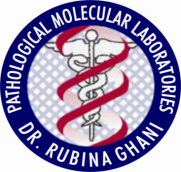 PATHOLOGICAL MOLECULAR LABORATORIES
DR. RUBINA GHANI